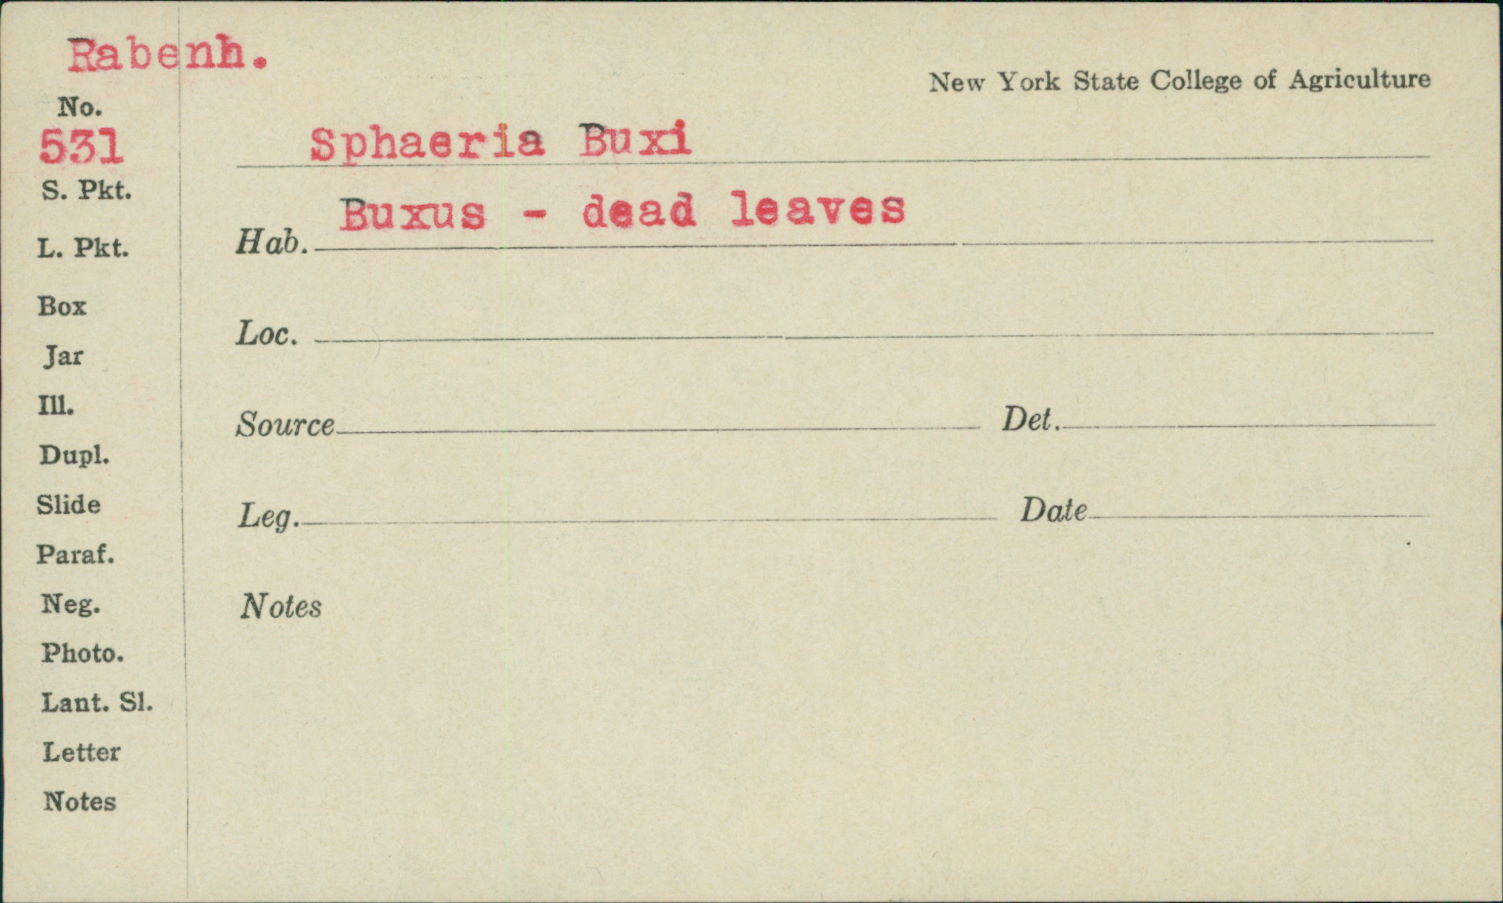 Rabenh.
New York State College of Agriculture
No.
531
Sphaeria Buxi
S. Pkt.
Hab. Buxus - dead leaves
L. Pkt.
Box
Loc.
Jar
Ill.
Source Det.
Dupl.
Slide
Leg. Date
Paraf.
Neg.
Notes
Photo.
Lant. Sl.
Letter
Notes